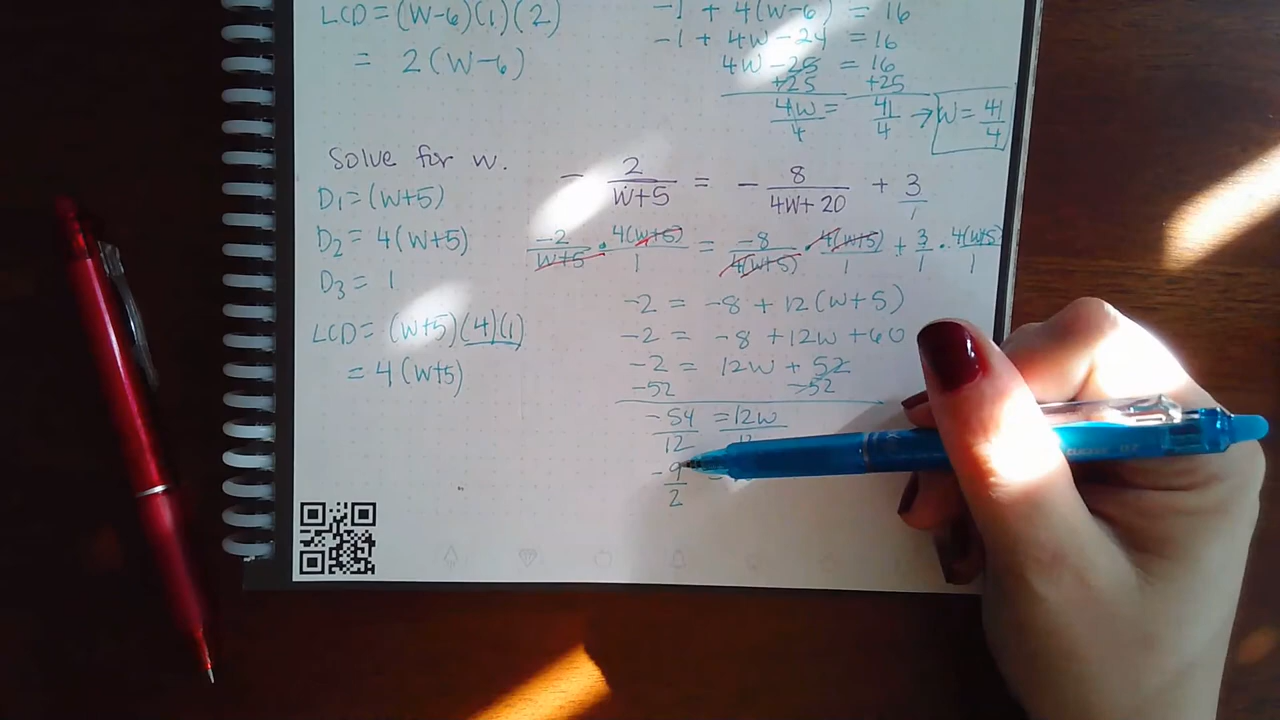 LCD = (W-6)(1)(2)
= 2(W-6)
-1 + 4(W-6) = 16
-1 + 4W - 24 = 16
4W - 25 = 16
+25 +25
4W/4 = 41/4 → W = 41/4
Solve for w.
- 2/(W+5) = - 8/(4W+20) + 3/1
D1 = (W+5)
D2 = 4(W+5)
D3 = 1
LCD = (W+5)(4)(1)
= 4(W+5)
-2/(W+5) · 4(W+5)/1 = -8/(4(W+5)) · 4(W+5)/1 + 3/1 · 4(W+5)/1
-2 = -8 + 12(W+5)
-2 = -8 + 12W + 60
-2 = 12W + 52
-52 -52
-54/12 = 12W/12
-9/2 =